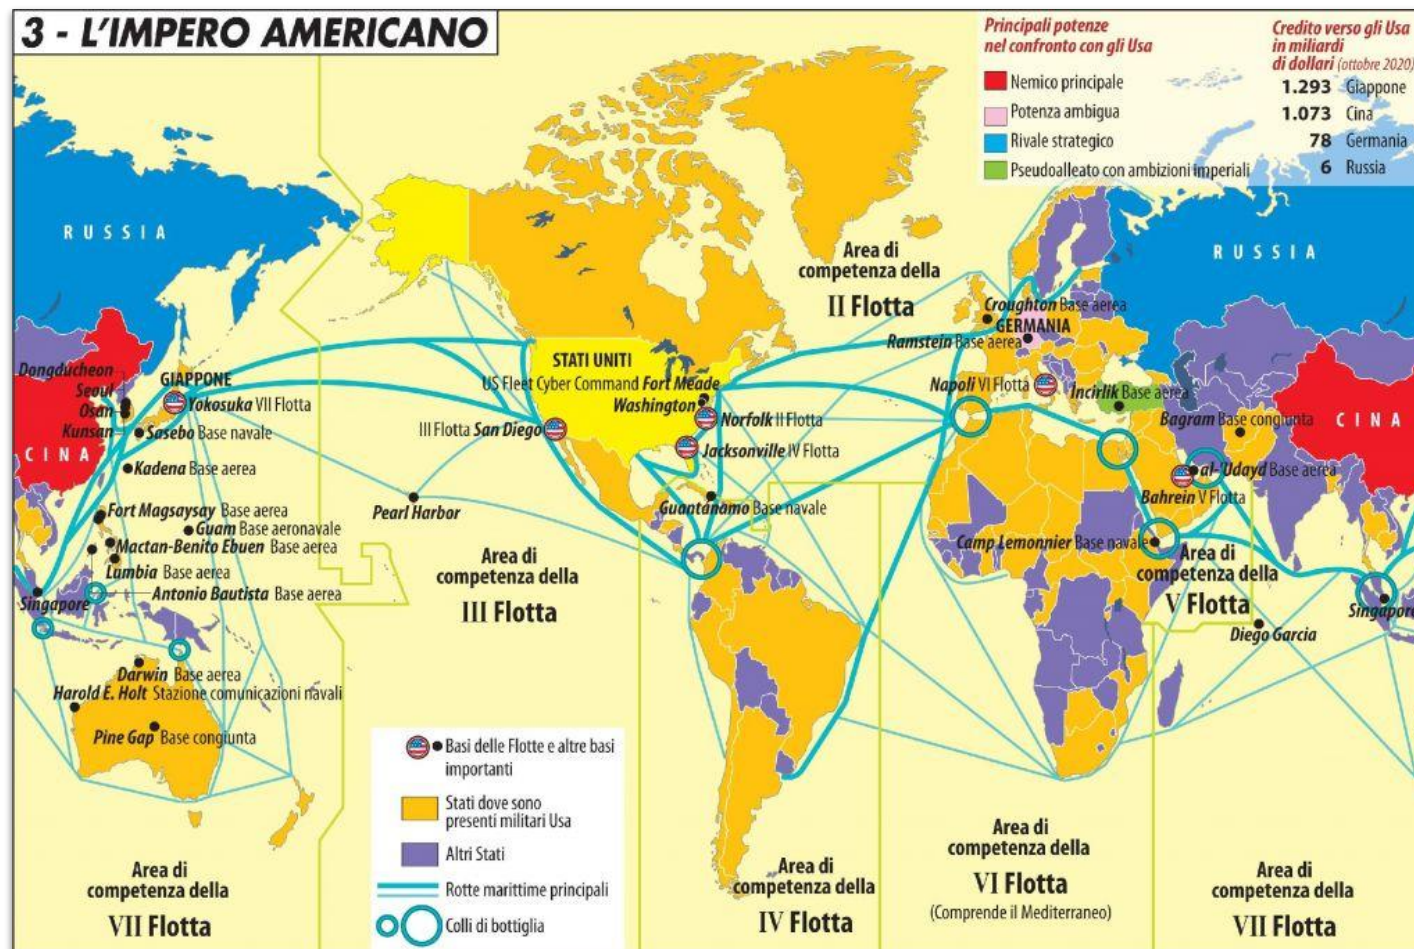 3 - L'IMPERO AMERICANO
Principali potenze
nel confronto con gli Usa
Nemico principale
Potenza ambigua
Rivale strategico
Pseudoalleato con ambizioni imperiali
Credito verso gli Usa
in miliardi
di dollari (ottobre 2020)
1.293 Giappone
1.073 Cina
78 Germania
6 Russia
RUSSIA
Dongducheon
Seoul
Osan
Kunsan
CINA
GIAPPONE
Yokosuka VII Flotta
Sasebo Base navale
Kadena Base aerea
Fort Magsaysay Base aerea
Guam Base aeronavale
Mactan-Benito Ebuen Base aerea
Lumbia Base aerea
Antonio Bautista Base aerea
Singapore
Darwin Base aerea
Harold E. Holt Stazione comunicazioni navali
Pine Gap Base congiunta
Area di
competenza della
VII Flotta
STATI UNITI
US Fleet Cyber Command Fort Meade
Washington
Norfolk II Flotta
III Flotta San Diego
Jacksonville IV Flotta
Pearl Harbor
Guantánamo Base navale
Area di
competenza della
III Flotta
Area di
competenza della
II Flotta
Croughton Base aerea
GERMANIA
Ramstein Base aerea
Napoli VI Flotta
Incirlik Base aerea
RUSSIA
CINA
Bagram Base congiunta
al-'Udayd Base aerea
Bahrein V Flotta
Camp Lemonnier Base navale
Area di
competenza della
V Flotta
Diego Garcia
Singapore
Basi delle Flotte e altre basi
importanti
Stati dove sono
presenti militari Usa
Altri Stati
Rotte marittime principali
Colli di bottiglia
Area di
competenza della
IV Flotta
Area di
competenza della
VI Flotta
(Comprende il Mediterraneo)
Area di
competenza della
VII Flotta